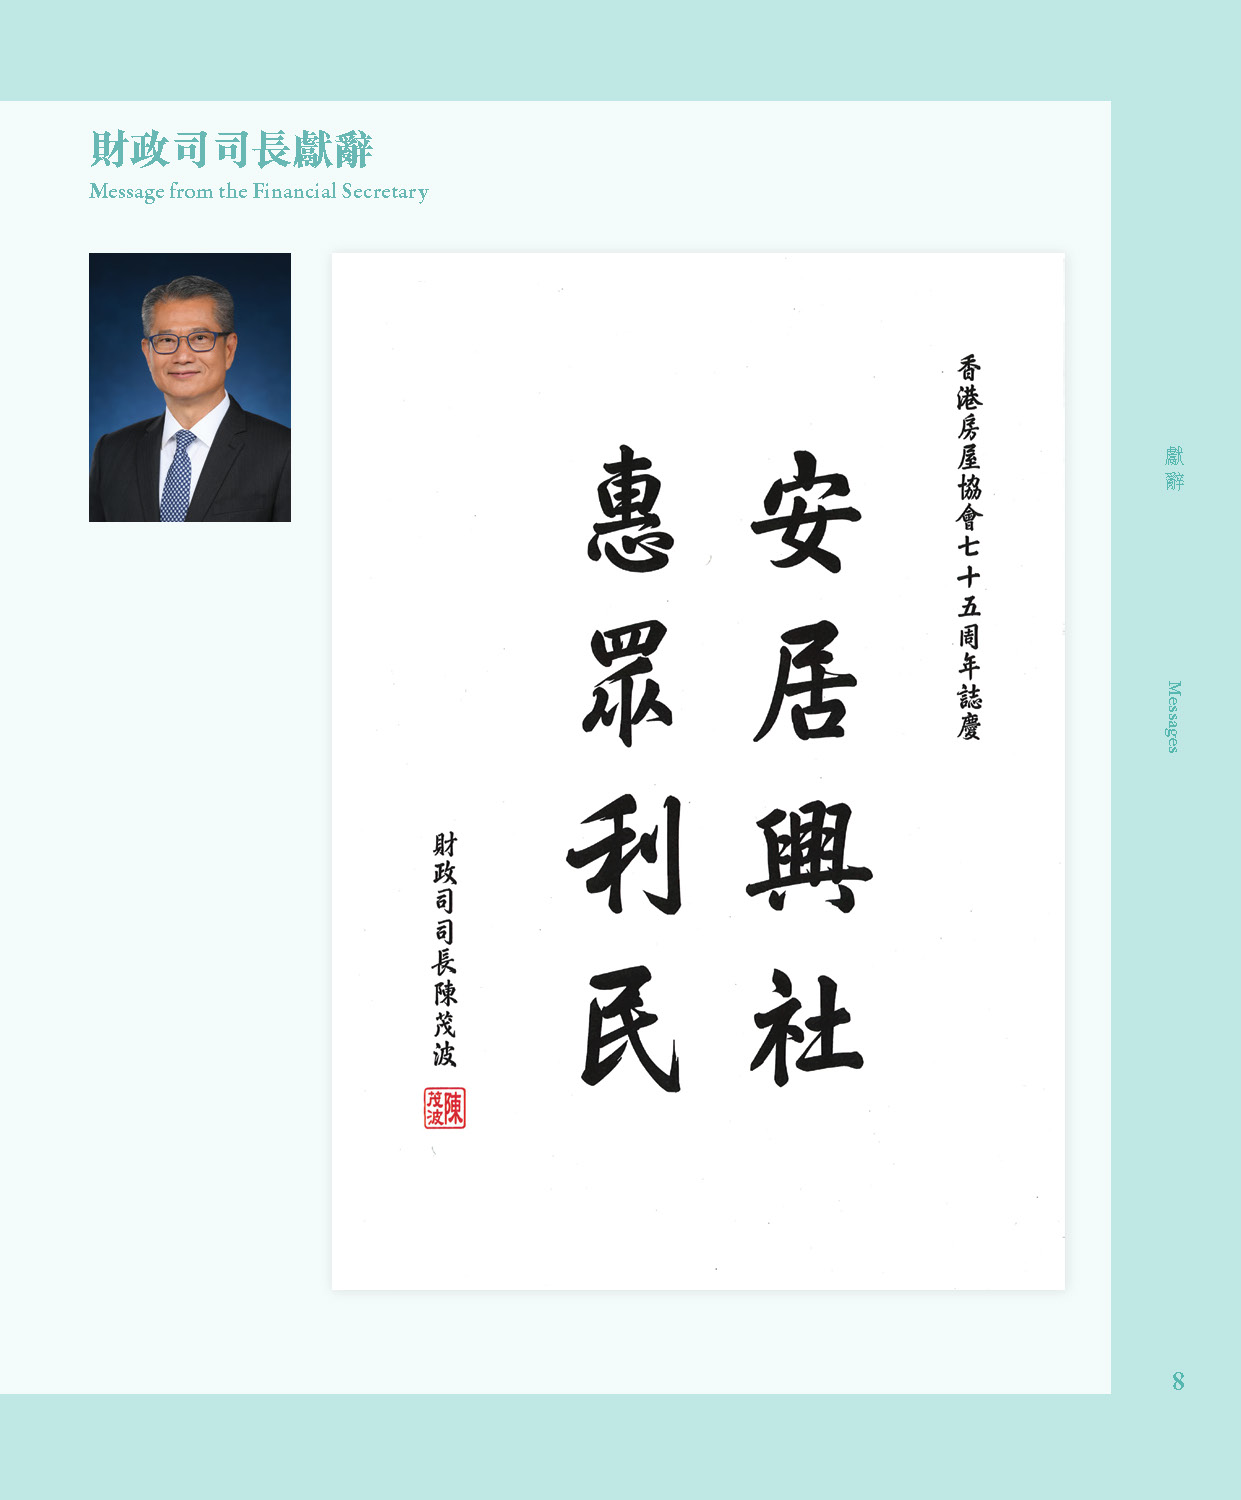 財政司司長獻辭
Message from the Financial Secretary
香港房屋協會七十五周年誌慶
安居興社
惠眾利民
財政司司長陳茂波
陳茂波
獻辭
Messages
8